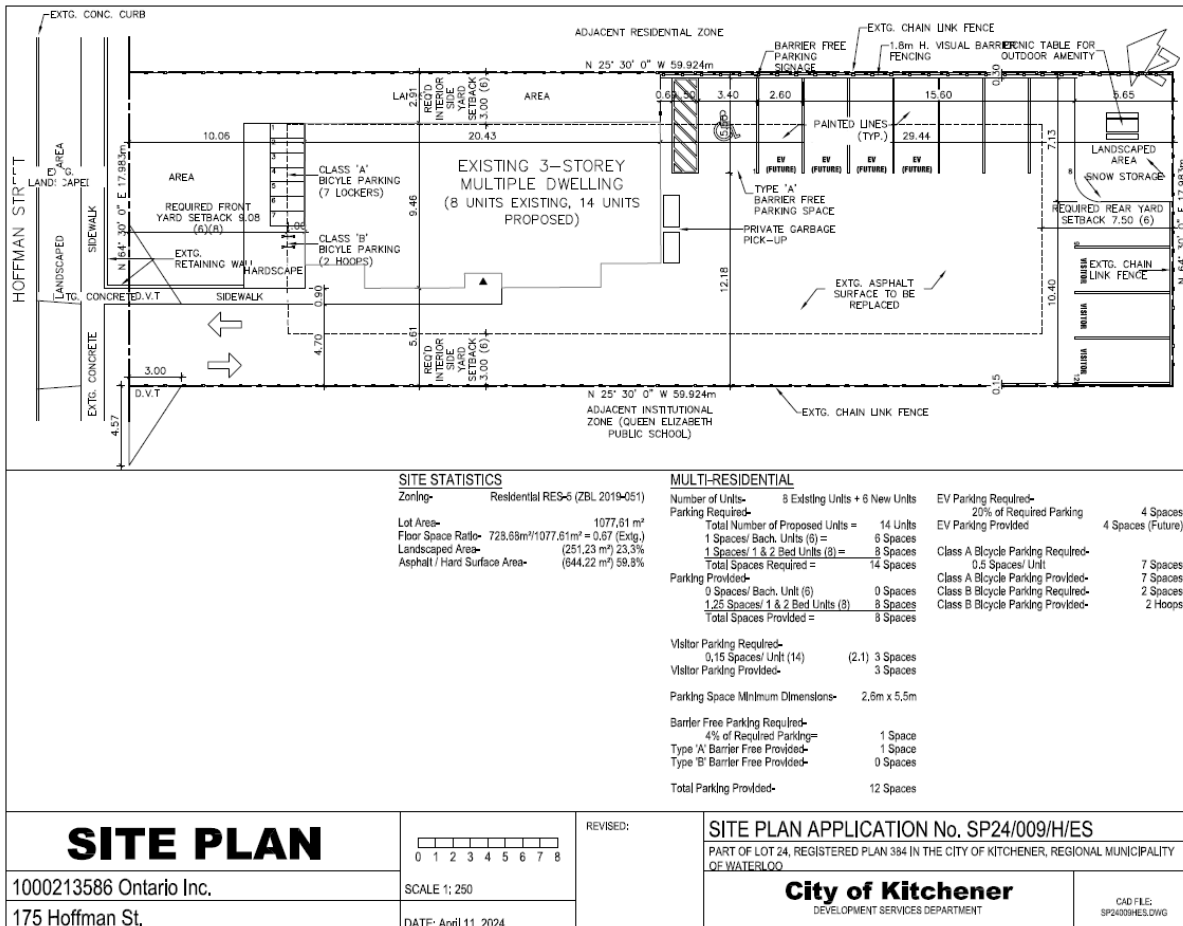 EXTG. CONC. CURB
ADJACENT RESIDENTIAL ZONE
EXTG. CHAIN LINK FENCE
BARRIER FREE
PARKING
SIGNAGE
1.8m H. VISUAL BARRIER
FENCING
PICNIC TABLE FOR
OUTDOOR AMENITY
N 25° 30' 0" W 59.924m
AREA
2.91
REQ'D
INTERIOR
SIDE
YARD
SETBACK
3.00 (6)
3.40
2.60
15.60
5.65
0.30
10.06
20.43
PAINTED LINES
(TYP.)
29.44
7.13
HOFFMAN STREET
LANDSCAPED
AREA
SIDEWALK
N 64° 30' 0" E 17.983m
AREA
REQUIRED FRONT
YARD SETBACK 9.08
(6)(8)
EXTG.
RETAINING WALL
HARDSCAPE
1
2
3
4
5
6
7
CLASS 'A'
BICYLE PARKING
(7 LOCKERS)
CLASS 'B'
BICYLE PARKING
(2 HOOPS)
9.46
EXISTING 3-STOREY
MULTIPLE DWELLING
(8 UNITS EXISTING, 14 UNITS
PROPOSED)
EV
(FUTURE)
EV
(FUTURE)
EV
(FUTURE)
EV
(FUTURE)
1
8
TYPE 'A'
BARRIER FREE
PARKING SPACE
PRIVATE GARBAGE
PICK-UP
LANDSCAPED
AREA
SNOW STORAGE
REQUIRED REAR YARD
SETBACK 7.50 (6)
EXTG. CHAIN
LINK FENCE
N 64° 30' 0" E 17.983m
VISITOR
VISITOR
VISITOR
12
10.40
12.18
EXTG. ASPHALT
SURFACE TO BE
REPLACED
D.V.T
SIDEWALK
0.90
4.70
5.61
REQ'D
INTERIOR
SIDE
YARD
SETBACK
3.00 (6)
EXTG. CONCRETE
3.00
D.V.T
4.57
0.15
N 25° 30' 0" W 59.924m
ADJACENT INSTITUTIONAL
ZONE (QUEEN ELIZABETH
PUBLIC SCHOOL)
EXTG. CHAIN LINK FENCE
SITE STATISTICS
Zoning- Residential RES-5 (ZBL 2019-051)
Lot Area- 1077.61 m²
Floor Space Ratio- 728.68m²/1077.61m² = 0.67 (Extg.)
Landscaped Area- (251.23 m²) 23.3%
Asphalt / Hard Surface Area- (644.22 m²) 59.8%
MULTI-RESIDENTIAL
Number of Units- 8 Existing Units + 6 New Units
Parking Required-
Total Number of Proposed Units = 14 Units
1 Spaces/ Bach. Units (6) = 6 Spaces
1 Spaces/ 1 & 2 Bed Units (8) = 8 Spaces
Total Spaces Required = 14 Spaces
Parking Provided-
0 Spaces/ Bach. Unit (6) 0 Spaces
1.25 Spaces/ 1 & 2 Bed Units (8) 8 Spaces
Total Spaces Provided = 8 Spaces
Visitor Parking Required-
0.15 Spaces/ Unit (14) (2.1) 3 Spaces
Visitor Parking Provided- 3 Spaces
Parking Space Minimum Dimensions- 2.6m x 5.5m
Barrier Free Parking Required-
4% of Required Parking= 1 Space
Type 'A' Barrier Free Provided- 1 Space
Type 'B' Barrier Free Provided- 0 Spaces
Total Parking Provided- 12 Spaces
EV Parking Required-
20% of Required Parking 4 Spaces
EV Parking Provided 4 Spaces (Future)
Class A Bicycle Parking Required-
0.5 Spaces/ Unit 7 Spaces
Class A Bicycle Parking Provided- 7 Spaces
Class B Bicycle Parking Required- 2 Spaces
Class B Bicycle Parking Provided- 2 Hoops
SITE PLAN
1000213586 Ontario Inc.
175 Hoffman St.
0 1 2 3 4 5 6 7 8
SCALE 1: 250
DATE: April 11, 2024
REVISED:
SITE PLAN APPLICATION No. SP24/009/H/ES
PART OF LOT 24, REGISTERED PLAN 384 IN THE CITY OF KITCHENER, REGIONAL MUNICIPALITY
OF WATERLOO
City of Kitchener
DEVELOPMENT SERVICES DEPARTMENT
CAD FILE:
SP24009HES.DWG